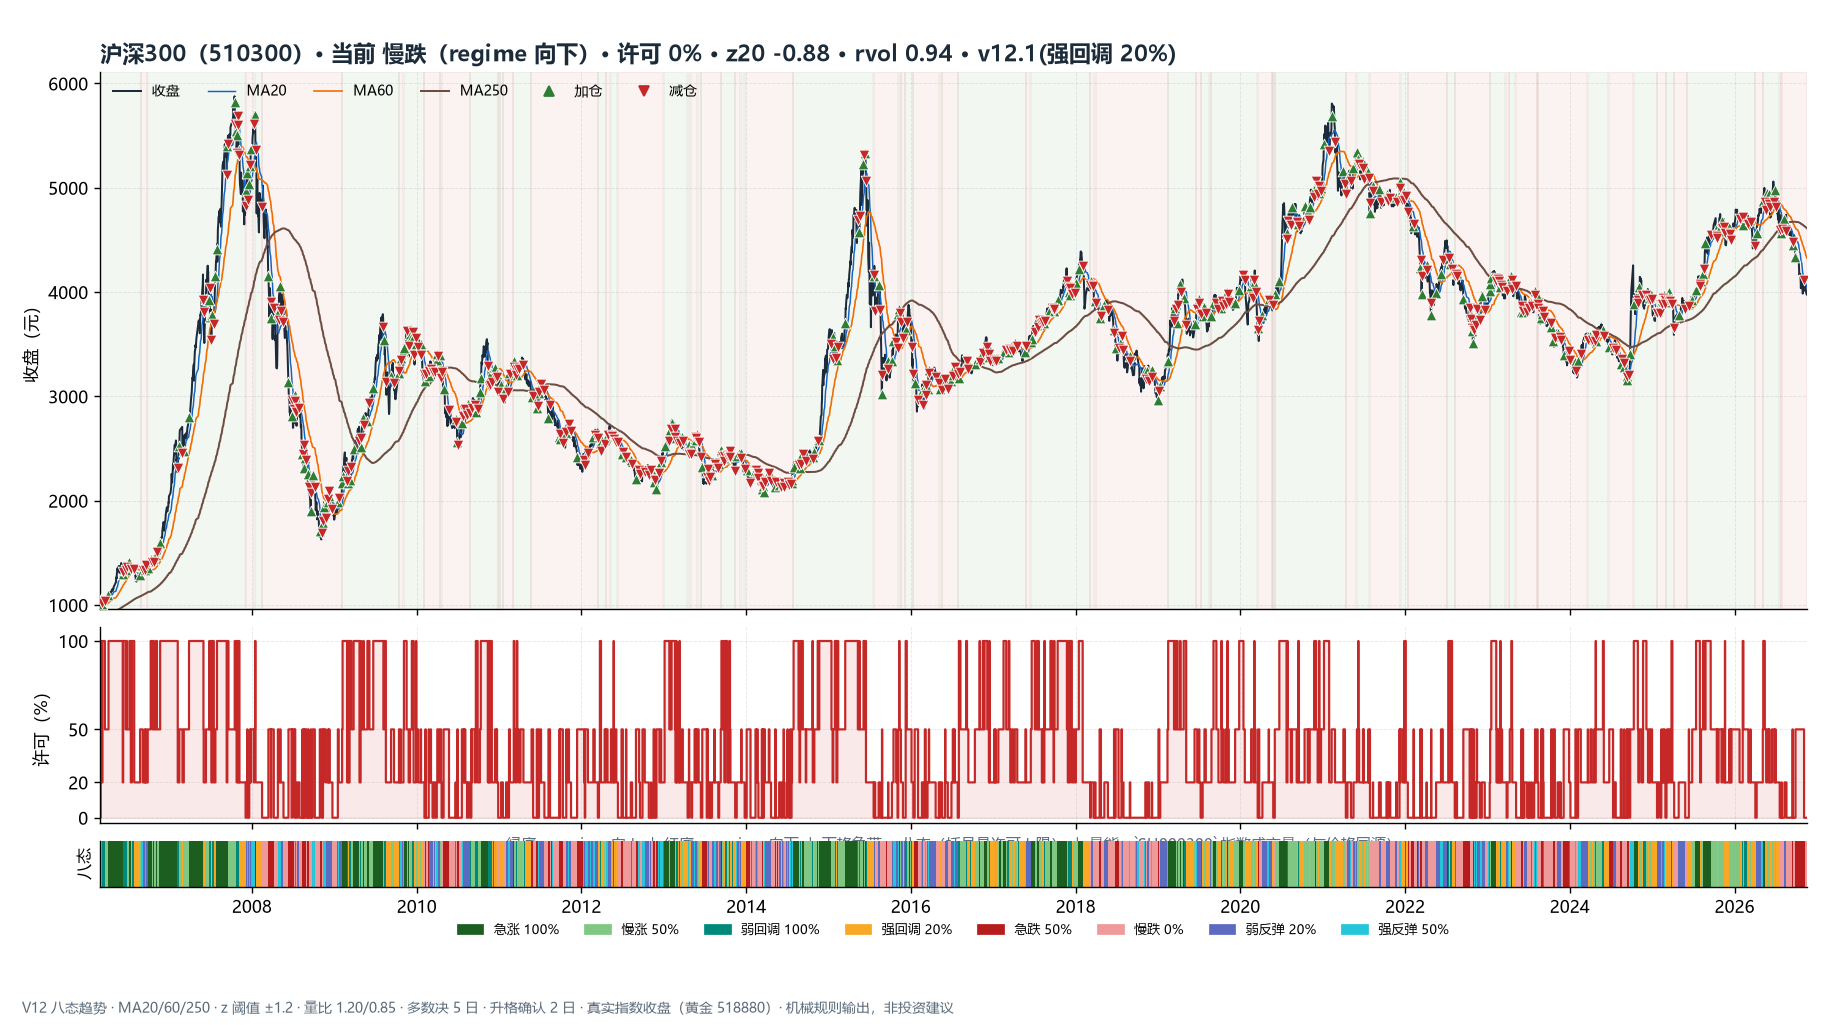 沪深300（510300）• 当前 慢跌（regime 向下）• 许可 0% • z20 -0.88 • rvol 0.94 • v12.1(强回调 20%)
收盘 MA20 MA60 MA250 加仓 减仓
收盘（元）
6000
5000
4000
3000
2000
1000
许可（%）
100
50
20
0
八态
2008 2010 2012 2014 2016 2018 2020 2022 2024 2026
急涨 100% 慢涨 50% 弱回调 100% 强回调 20% 急跌 50% 慢跌 0% 弱反弹 20% 强反弹 50%
V12 八态趋势 · MA20/60/250 · z 阈值 ±1.2 · 量比 1.20/0.85 · 多数决 5 日 · 升格确认 2 日 · 真实指数收盘（黄金 518880）· 机械规则输出，非投资建议